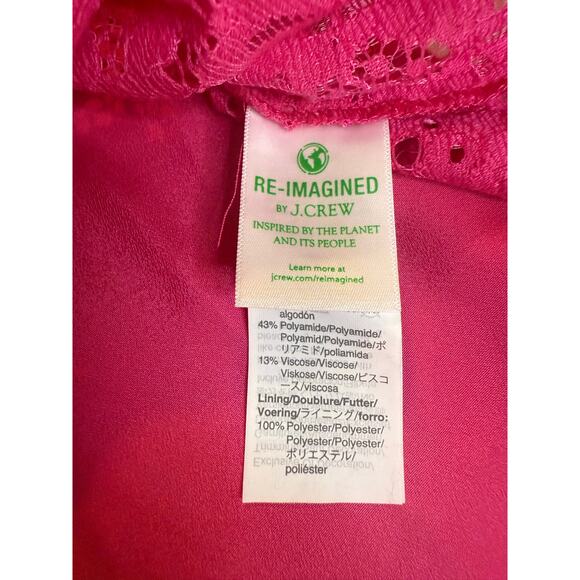 RE-IMAGINED
BY J.CREW
INSPIRED BY THE PLANET
AND ITS PEOPLE
Learn more at
jcrew.com/reimagined
algodón
43% Polyamide/Polyamide/
Polyamid/Polyamide/ポ
リアミド/poliamida
13% Viscose/Viscose/
Viskose/Viscose/ビスコ
ース/viscosa
Lining/Doublure/Futter/
Voering/ライニング/forro:
100% Polyester/Polyester/
Polyester/Polyester/
ポリエステル/
poliéster